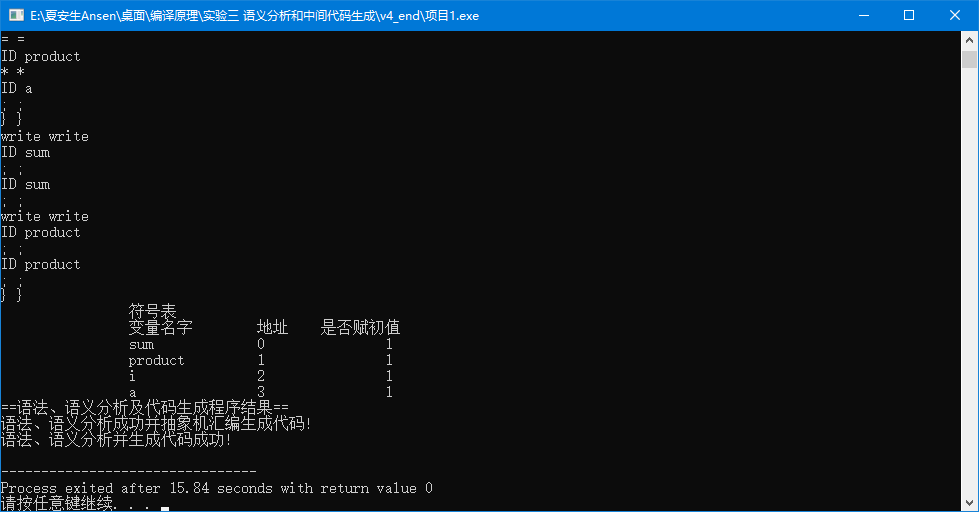 E:\夏安生Ansen\桌面\编译原理\实验三 语义分析和中间代码生成\v4_end\项目1.exe
= =
ID product
* *
ID a
; ;
} }
write write
ID sum
; ;
ID sum
; ;
write write
ID product
; ;
ID product
; ;
} }
符号表
变量名字 地址 是否赋初值
sum 0 1
product 1 1
i 2 1
a 3 1
==语法、语义分析及代码生成程序结果==
语法、语义分析成功并抽象机汇编生成代码!
语法、语义分析并生成代码成功!
--------------------------------
Process exited after 15.84 seconds with return value 0
请按任意键继续. . .